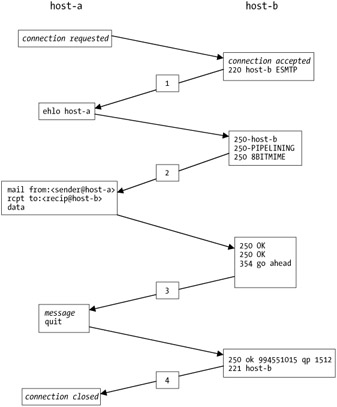 host-a host-b
connection requested
connection accepted
220 host-b ESMTP
1
ehlo host-a
250-host-b
250-PIPELINING
250 8BITMIME
2
mail from:<sender@host-a>
rcpt to:<recip@host-b>
data
250 OK
250 OK
354 go ahead
3
message
quit
250 ok 994551015 qp 1512
221 host-b
4
connection closed